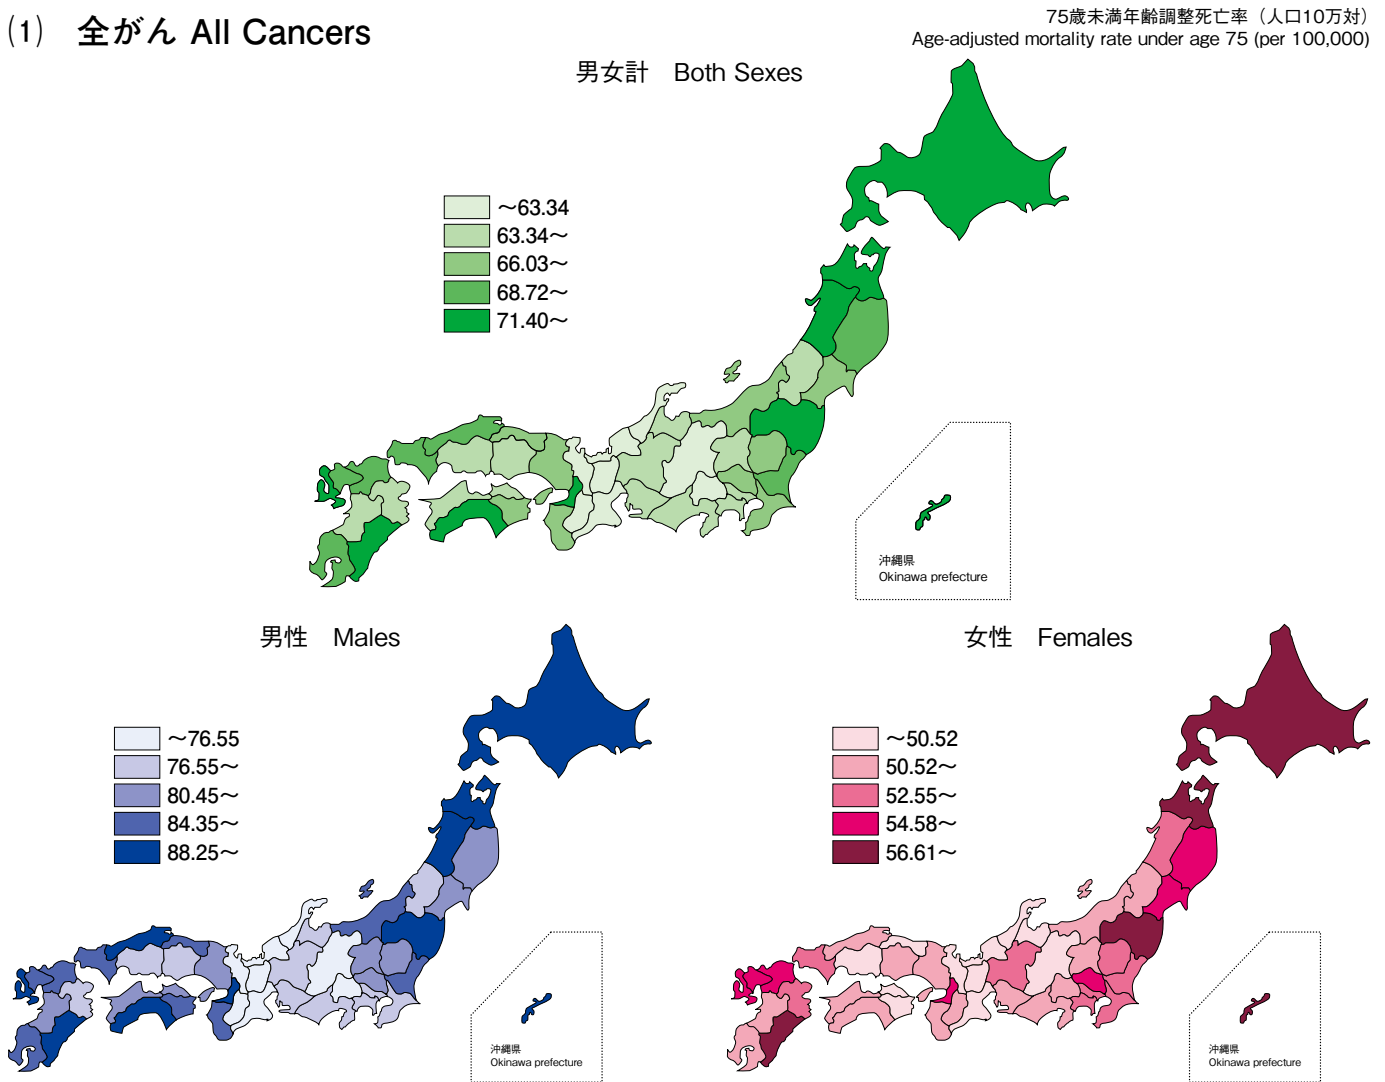 (1) 全がん All Cancers
75歳未満年齢調整死亡率（人口10万対）
Age-adjusted mortality rate under age 75 (per 100,000)
男女計 Both Sexes
～63.34
63.34～
66.03～
68.72～
71.40～
沖縄県
Okinawa prefecture
男性 Males
～76.55
76.55～
80.45～
84.35～
88.25～
沖縄県
Okinawa prefecture
女性 Females
～50.52
50.52～
52.55～
54.58～
56.61～
沖縄県
Okinawa prefecture